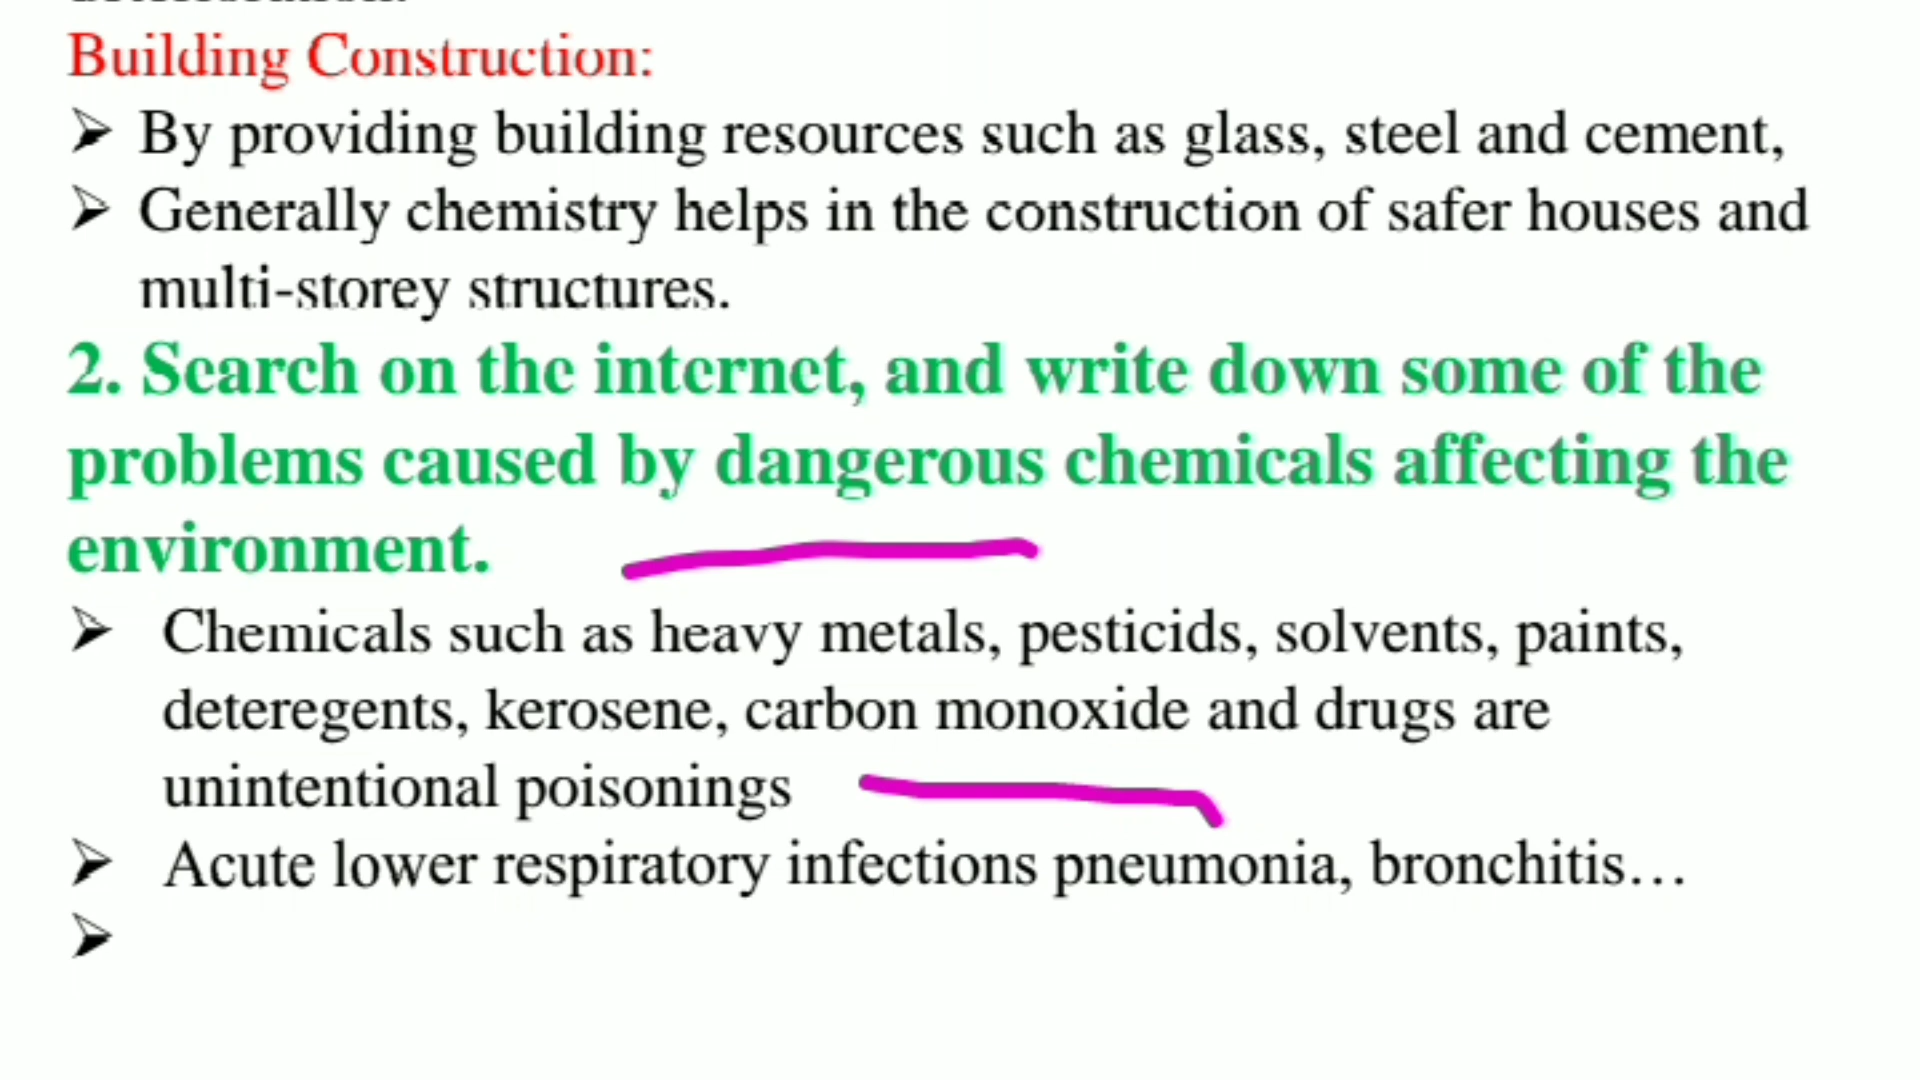 Building Construction:
➢ By providing building resources such as glass, steel and cement,
➢ Generally chemistry helps in the construction of safer houses and
multi-storey structures.
2. Search on the internet, and write down some of the
problems caused by dangerous chemicals affecting the
environment.
➢ Chemicals such as heavy metals, pesticids, solvents, paints,
deteregents, kerosene, carbon monoxide and drugs are
unintentional poisonings
➢ Acute lower respiratory infections pneumonia, bronchitis…
➢